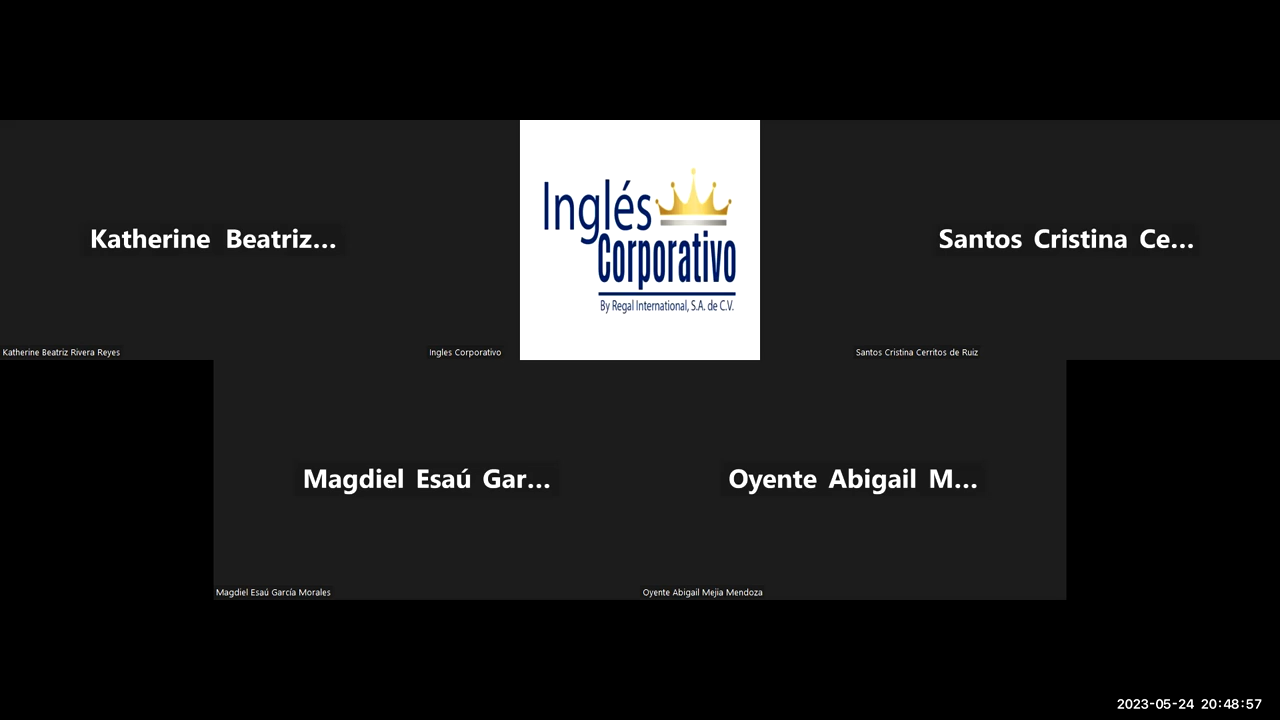 Katherine Beatriz...
Inglés
Corporativo
By Regal International, S.A. de C.V.
Santos Cristina Ce...
Katherine Beatriz Rivera Reyes
Ingles Corporativo
Santos Cristina Cerritos de Ruiz
Magdiel Esaú Gar...
Oyente Abigail M...
Magdiel Esaú García Morales
Oyente Abigail Mejia Mendoza
2023-05-24 20:48:57